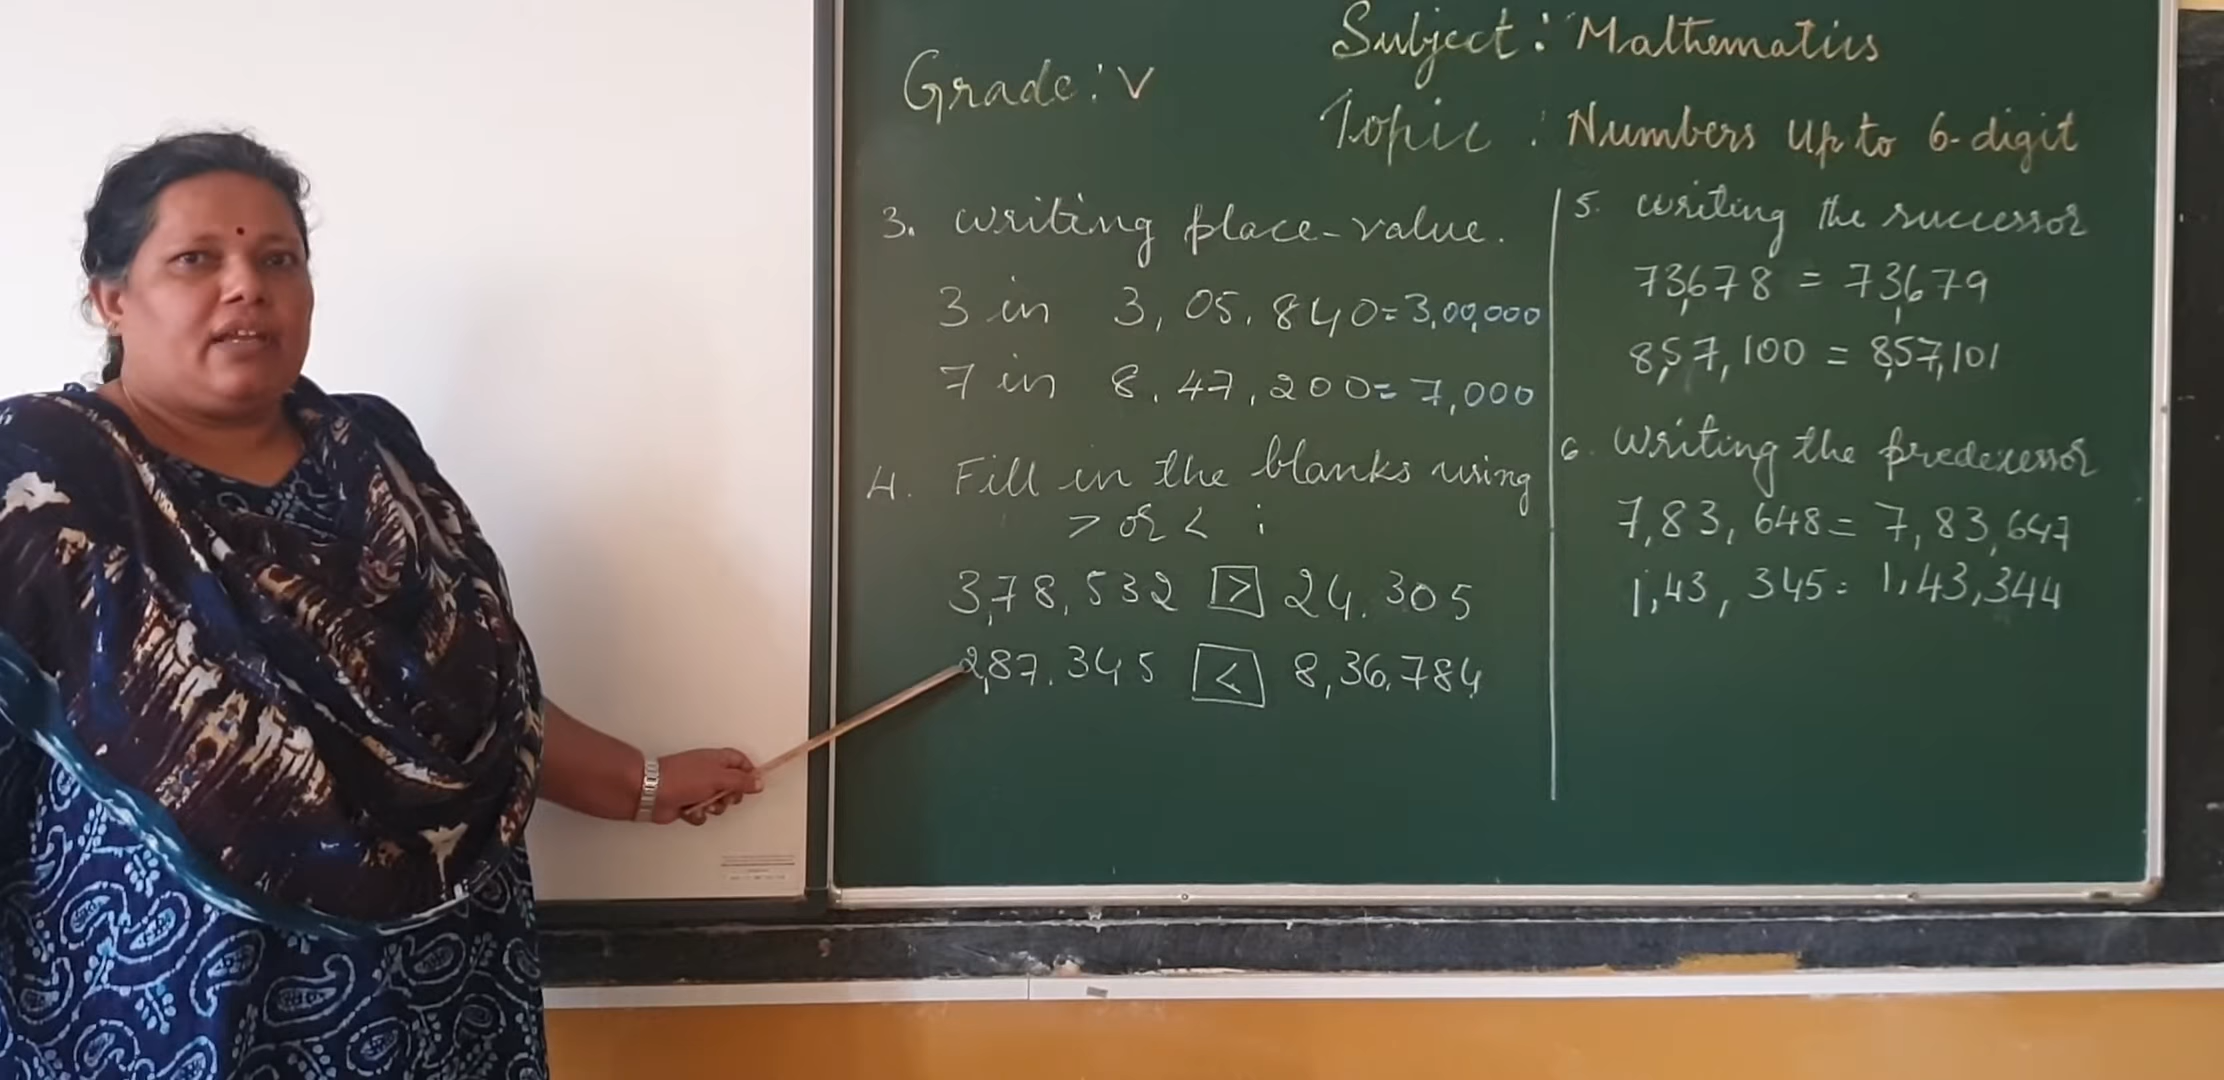 Grade: V
Subject: Mathematics
Topic : Numbers Up to 6-digit
3. Writing place-value.
3 in 3,05,840=3,00,000
7 in 8,47,200=7,000
4. Fill in the blanks using
> or < :
3,78,532 > 24,305
2,87,345 < 8,36,784
5. Writing the successor
73,678 = 73,679
8,57,100 = 8,57,101
6. Writing the predecessor
7,83,648 = 7,83,647
1,43,345 = 1,43,344